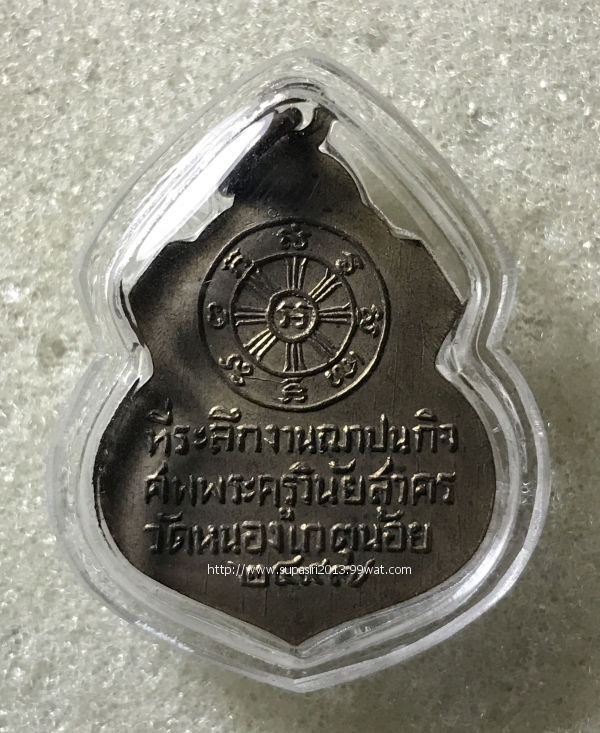 ที่ระลึกงานฌาปนกิจ
ศพพระครูวินัยสาคร
วัดหนองเกตุน้อย
http://www.supasiri2013.99wat.com